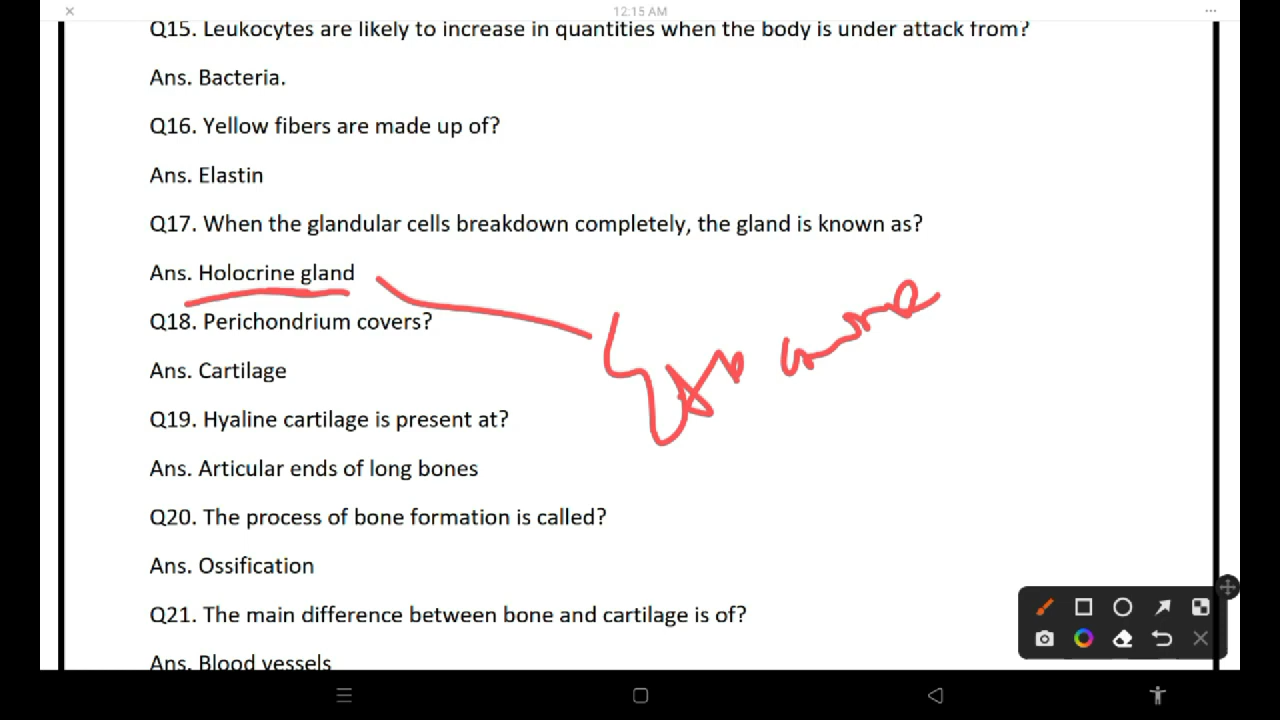 12:15 AM
Q15. Leukocytes are likely to increase in quantities when the body is under attack from?
Ans. Bacteria.
Q16. Yellow fibers are made up of?
Ans. Elastin
Q17. When the glandular cells breakdown completely, the gland is known as?
Ans. Holocrine gland
Q18. Perichondrium covers?
Ans. Cartilage
Q19. Hyaline cartilage is present at?
Ans. Articular ends of long bones
Q20. The process of bone formation is called?
Ans. Ossification
Q21. The main difference between bone and cartilage is of?
Ans. Blood vessels